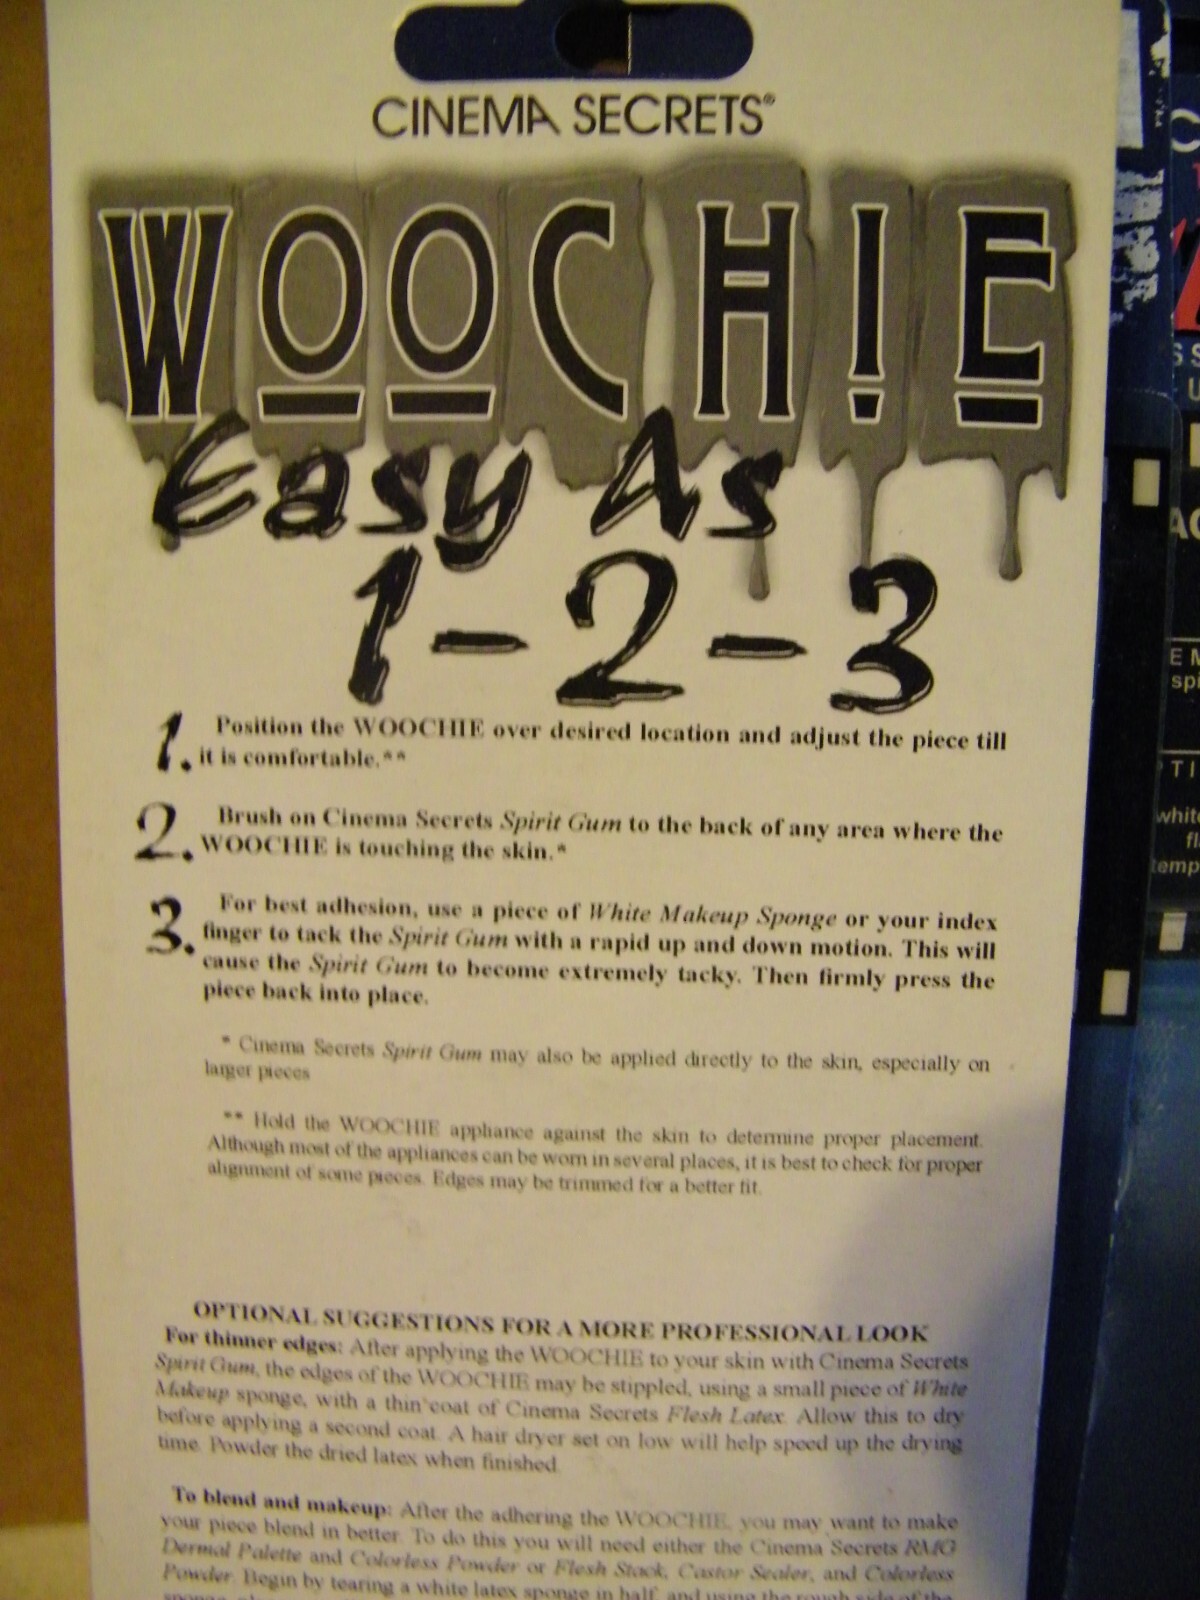 CINEMA SECRETS®
WOOCHIE
Easy As
1-2-3
1. Position the WOOCHIE over desired location and adjust the piece till
it is comfortable.**
2. Brush on Cinema Secrets Spirit Gum to the back of any area where the
WOOCHIE is touching the skin.*
3. For best adhesion, use a piece of White Makeup Sponge or your index
finger to tack the Spirit Gum with a rapid up and down motion. This will
cause the Spirit Gum to become extremely tacky. Then firmly press the
piece back into place.
* Cinema Secrets Spirit Gum may also be applied directly to the skin, especially on
larger pieces
** Hold the WOOCHIE appliance against the skin to determine proper placement.
Although most of the appliances can be worn in several places, it is best to check for proper
alignment of some pieces. Edges may be trimmed for a better fit.
OPTIONAL SUGGESTIONS FOR A MORE PROFESSIONAL LOOK
For thinner edges: After applying the WOOCHIE to your skin with Cinema Secrets
Spirit Gum, the edges of the WOOCHIE may be stippled, using a small piece of White
Makeup sponge, with a thin coat of Cinema Secrets Flesh Latex. Allow this to dry
before applying a second coat. A hair dryer set on low will help speed up the drying
time. Powder the dried latex when finished.
To blend and makeup: After the adhering the WOOCHIE, you may want to make
your piece blend in better. To do this you will need either the Cinema Secrets RMG
Dermal Palette and Colorless Powder or Flesh Stack, Castor Sealer, and Colorless
Powder. Begin by tearing a white latex sponge in half, and using the rough side of the